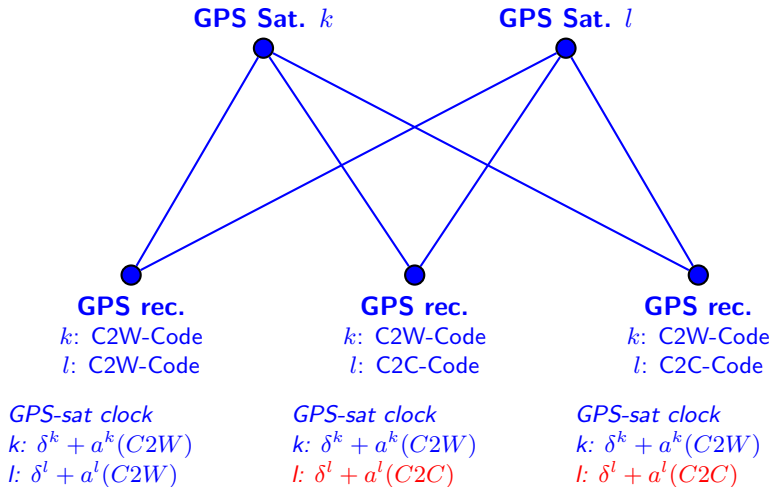 GPS Sat. k GPS Sat. l
GPS rec. GPS rec. GPS rec.
k: C2W-Code k: C2W-Code k: C2W-Code
l: C2W-Code l: C2C-Code l: C2C-Code
GPS-sat clock GPS-sat clock GPS-sat clock
k: δ^k + a^k(C2W) k: δ^k + a^k(C2W) k: δ^k + a^k(C2W)
l: δ^l + a^l(C2W) l: δ^l + a^l(C2C) l: δ^l + a^l(C2C)